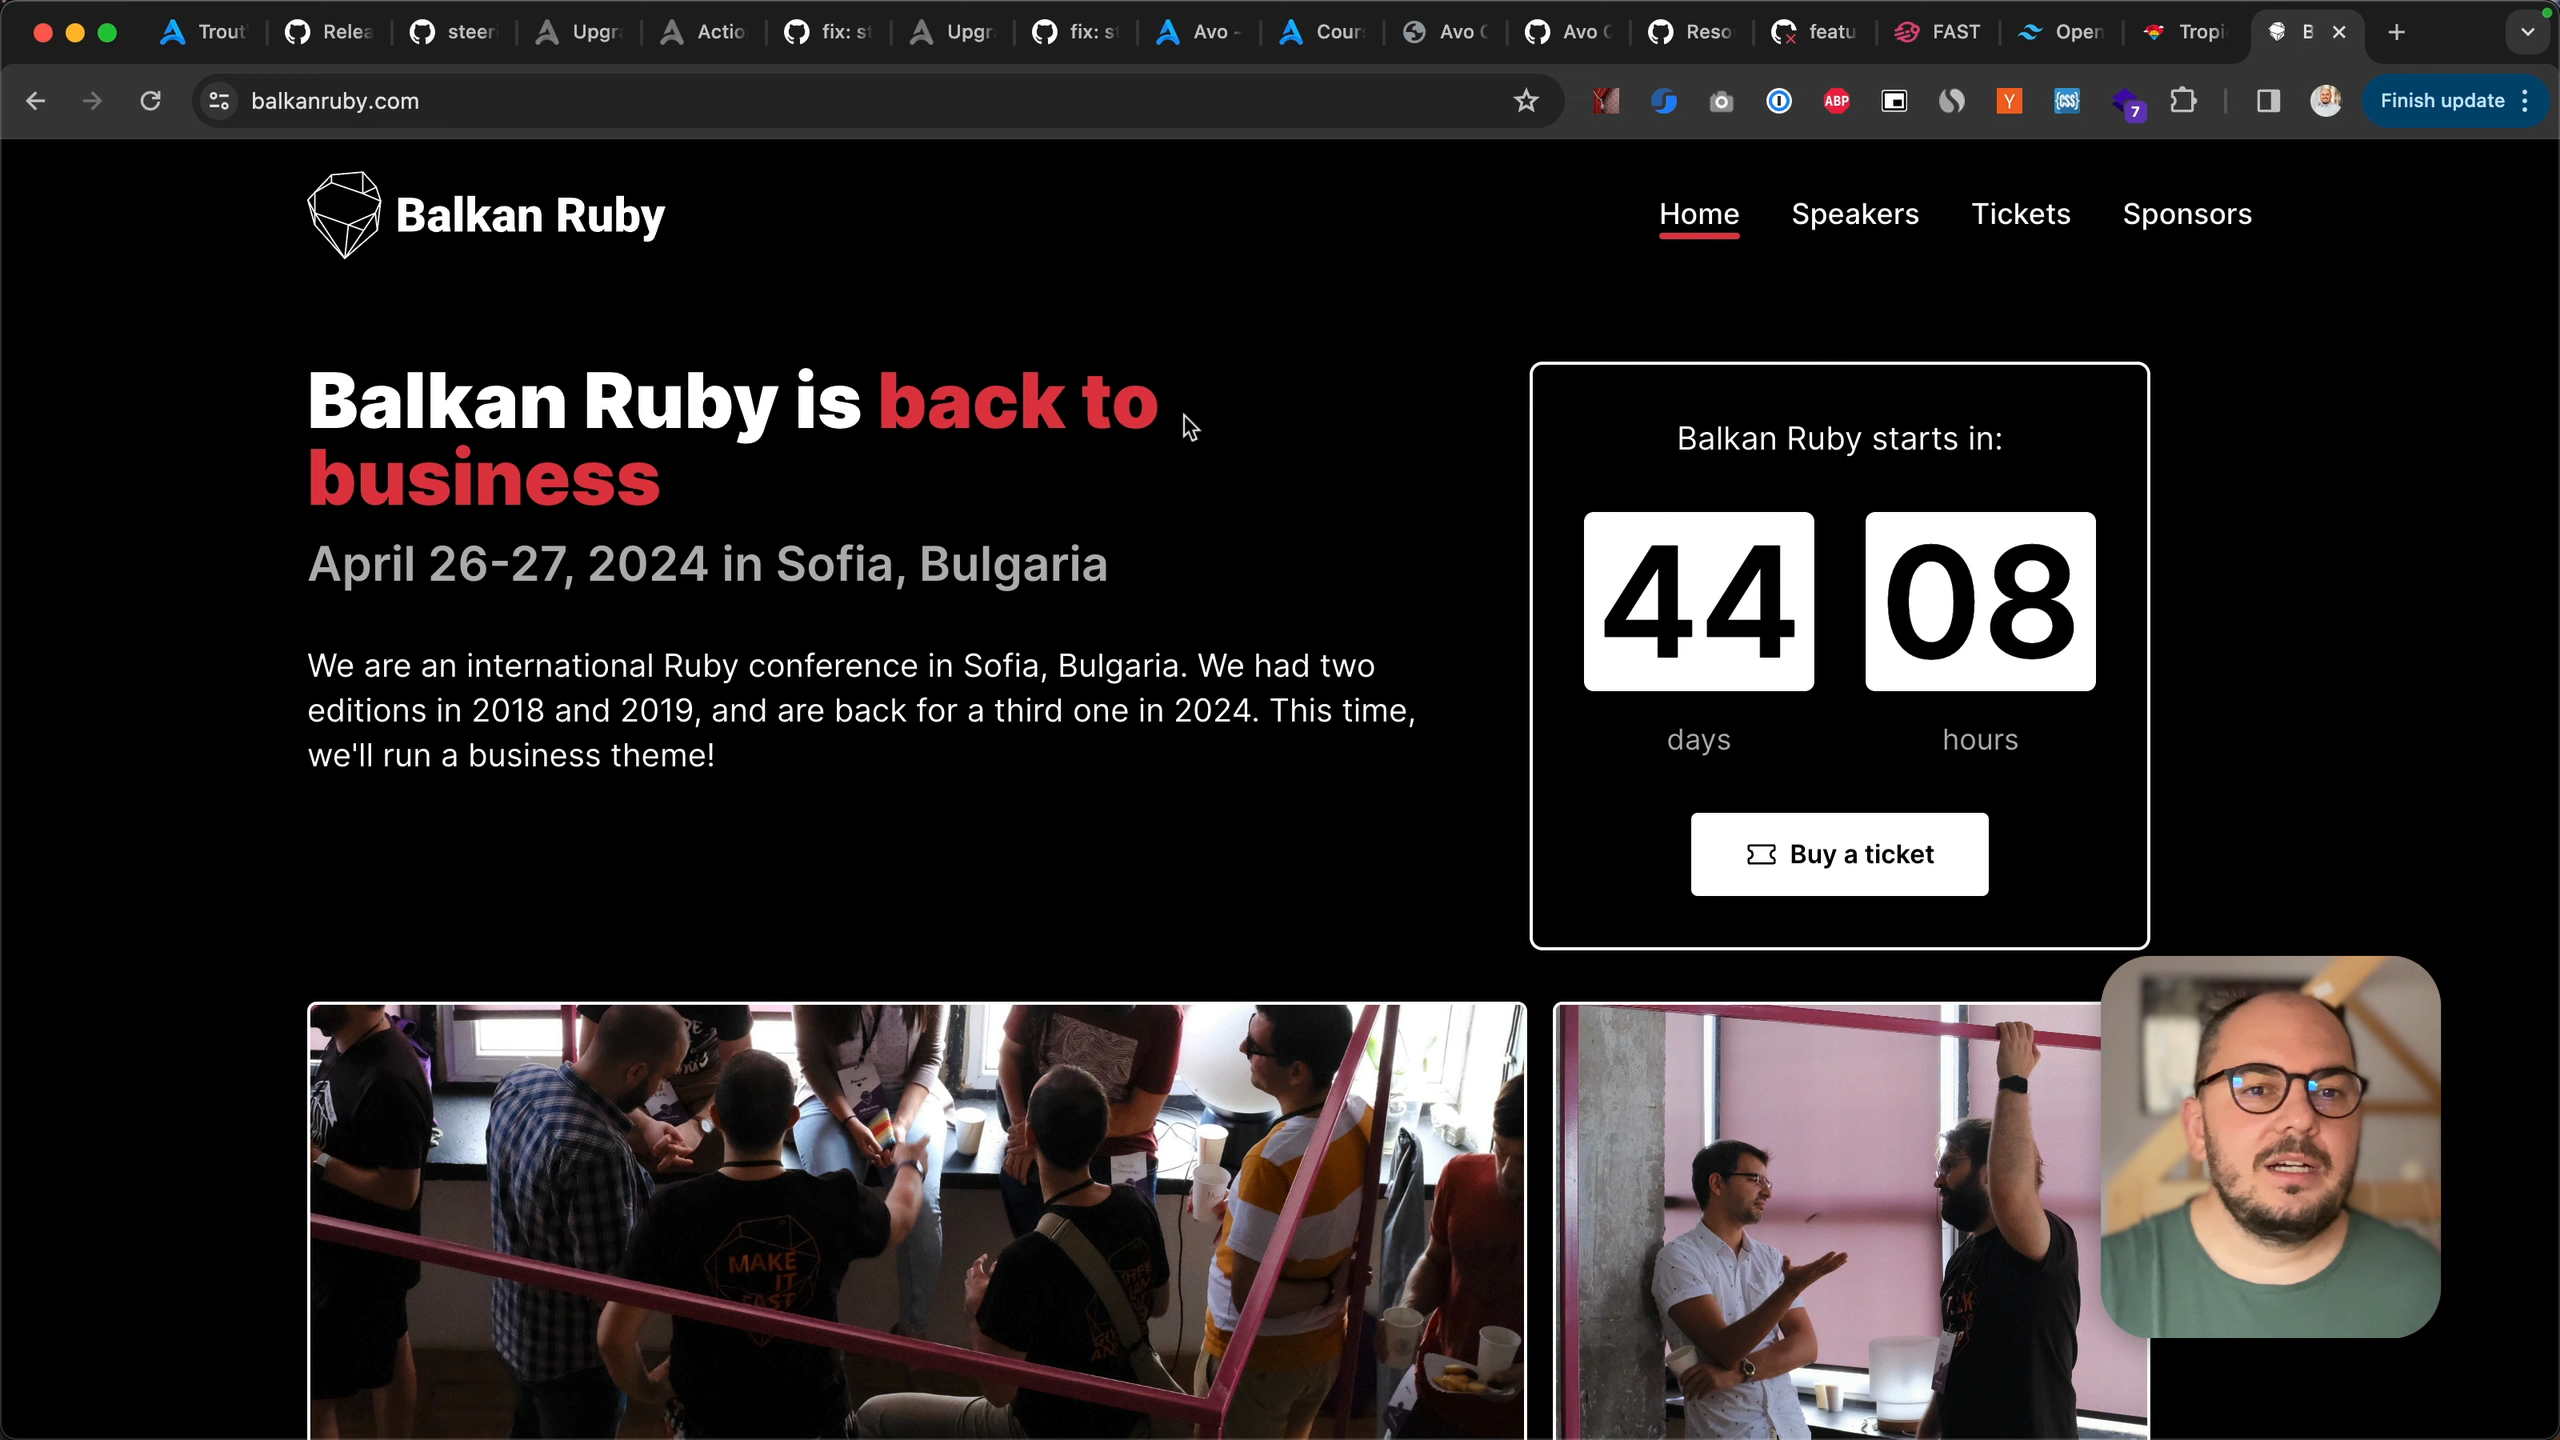 Trout
Relea
steer
Upgr
Actio
fix: st
Upgr
fix: s
Avo -
Cour
Avo C
Avo C
Reso
featu
FAST
Open
Tropi
B
balkanruby.com
ABP
Y
{CSS}
7
Finish update
Balkan Ruby
Home
Speakers
Tickets
Sponsors
Balkan Ruby is back to
business
April 26-27, 2024 in Sofia, Bulgaria
We are an international Ruby conference in Sofia, Bulgaria. We had two
editions in 2018 and 2019, and are back for a third one in 2024. This time,
we'll run a business theme!
Balkan Ruby starts in:
44
08
days
hours
Buy a ticket
MAKE
IT
FAST